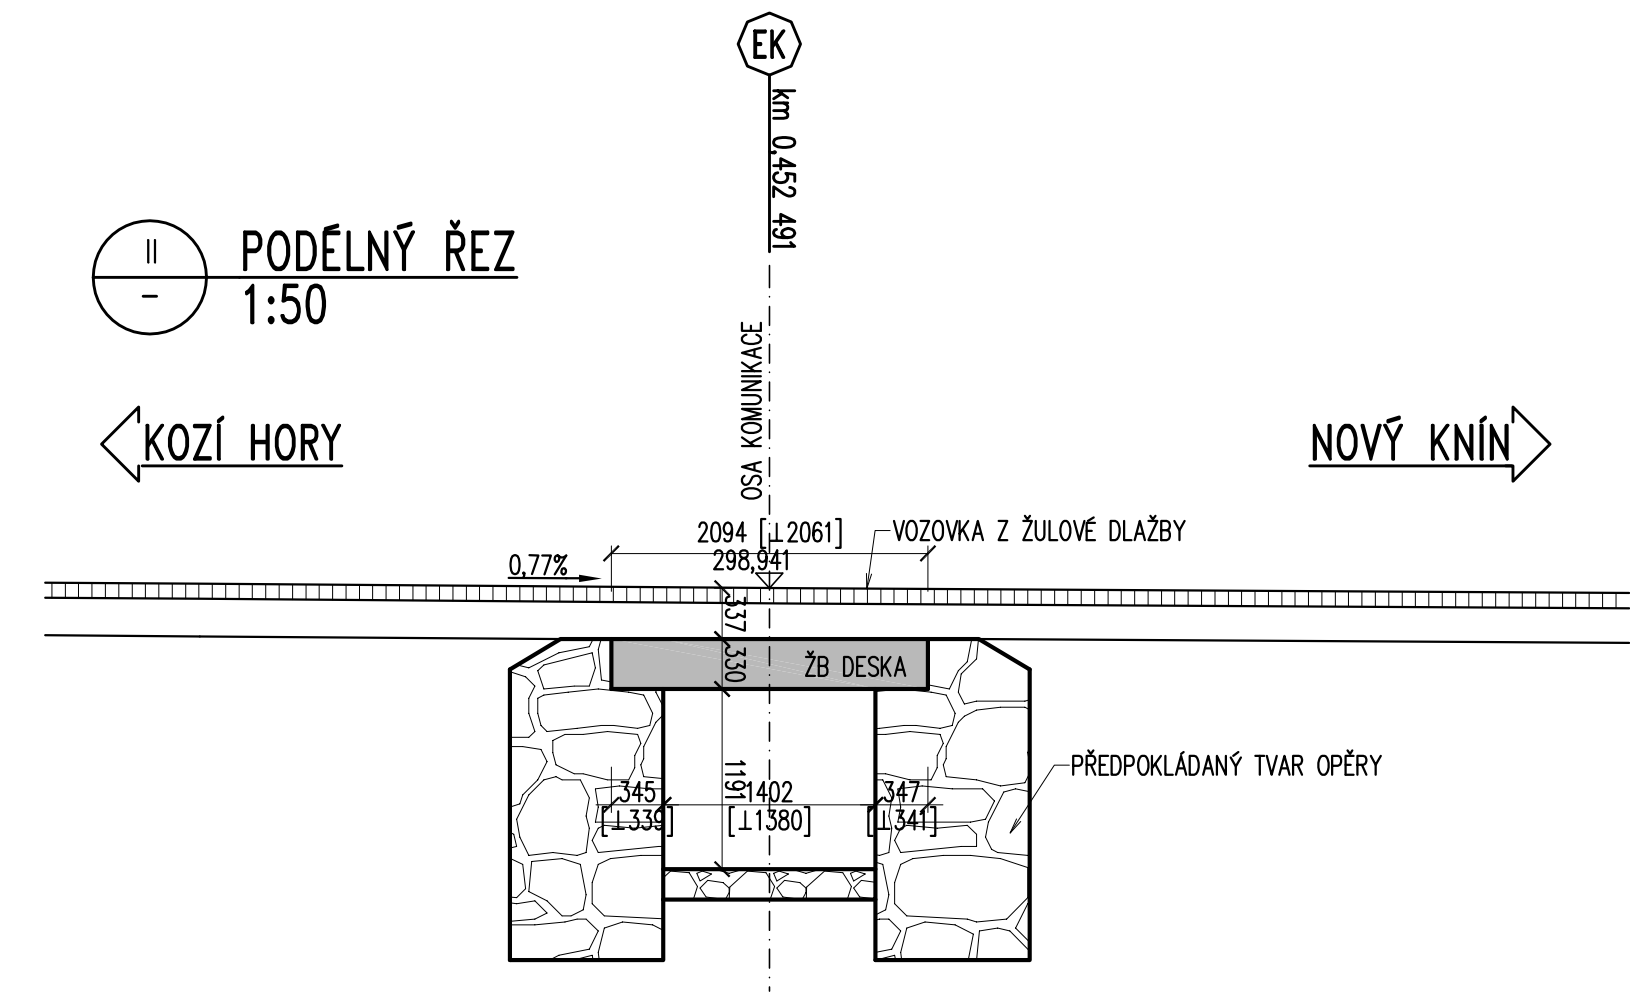 EK
km 0,452 491
II
PODÉLNÝ ŘEZ
–
1:50
OSA KOMUNIKACE
KOZÍ HORY
NOVÝ KNÍN
2094 [⊥2061]
VOZOVKA Z ŽULOVÉ DLAŽBY
298,941
0,77%
337
330
ŽB DESKA
1191
PŘEDPOKLÁDANÝ TVAR OPĚRY
345
1402
347
[⊥339]
[⊥1380]
[⊥341]